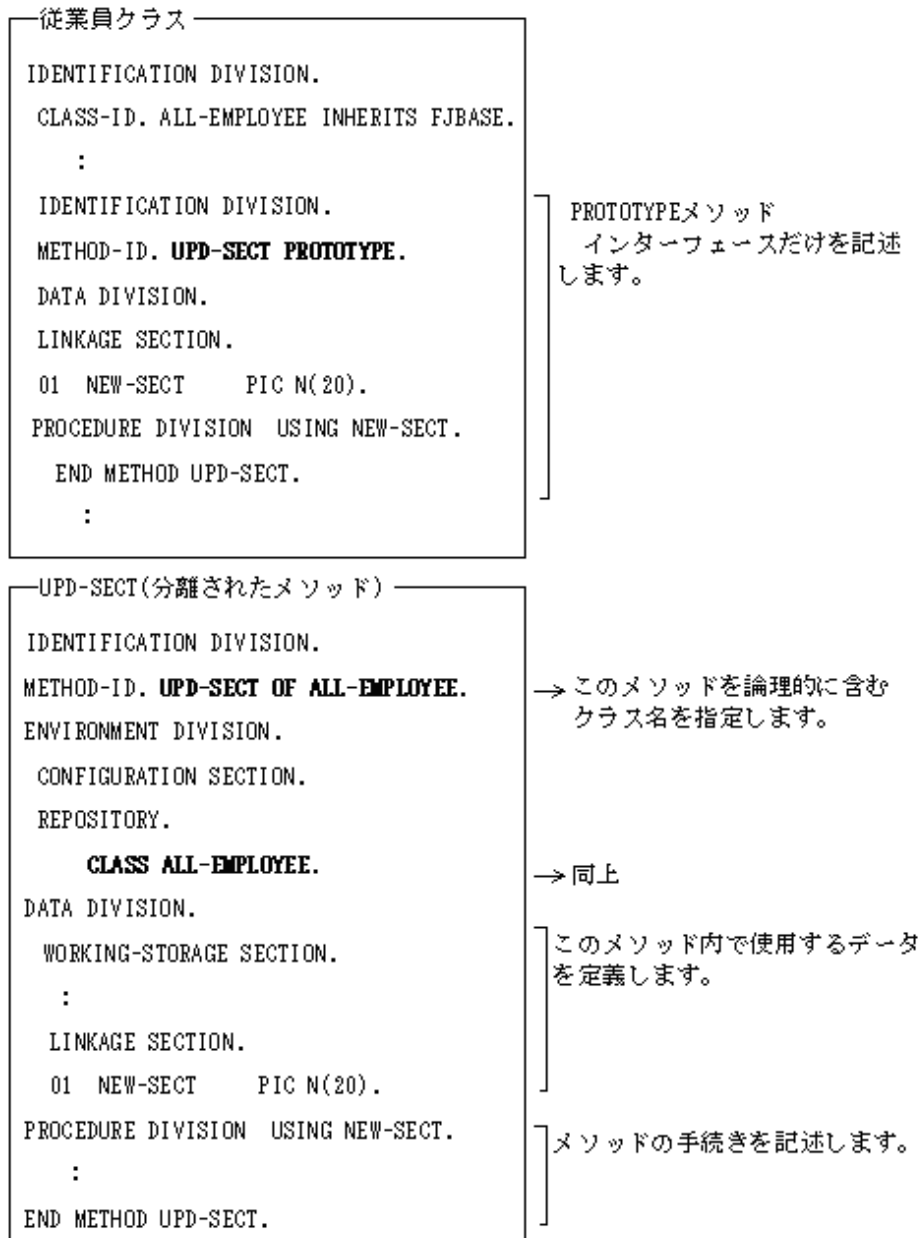 従業員クラス
IDENTIFICATION DIVISION.
CLASS-ID. ALL-EMPLOYEE INHERITS FJBASE.
:
IDENTIFICATION DIVISION.
METHOD-ID. UPD-SECT PROTOTYPE.
DATA DIVISION.
LINKAGE SECTION.
01 NEW-SECT PIC N(20).
PROCEDURE DIVISION USING NEW-SECT.
END METHOD UPD-SECT.
:
PROTOTYPEメソッド
インターフェースだけを記述
します。
UPD-SECT(分離されたメソッド)
IDENTIFICATION DIVISION.
METHOD-ID. UPD-SECT OF ALL-EMPLOYEE.
→このメソッドを論理的に含む
クラス名を指定します。
ENVIRONMENT DIVISION.
CONFIGURATION SECTION.
REPOSITORY.
CLASS ALL-EMPLOYEE.
→同上
DATA DIVISION.
WORKING-STORAGE SECTION.
:
LINKAGE SECTION.
01 NEW-SECT PIC N(20).
このメソッド内で使用するデータ
を定義します。
PROCEDURE DIVISION USING NEW-SECT.
:
END METHOD UPD-SECT.
メソッドの手続きを記述します。